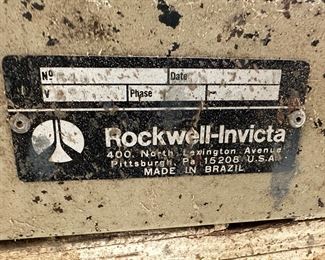 Nº Date
V Phase ~
Rockwell-Invicta
400, North Lexington Avenue
Pittsburgh, Pa 15208 U.S.A.
MADE IN BRAZIL